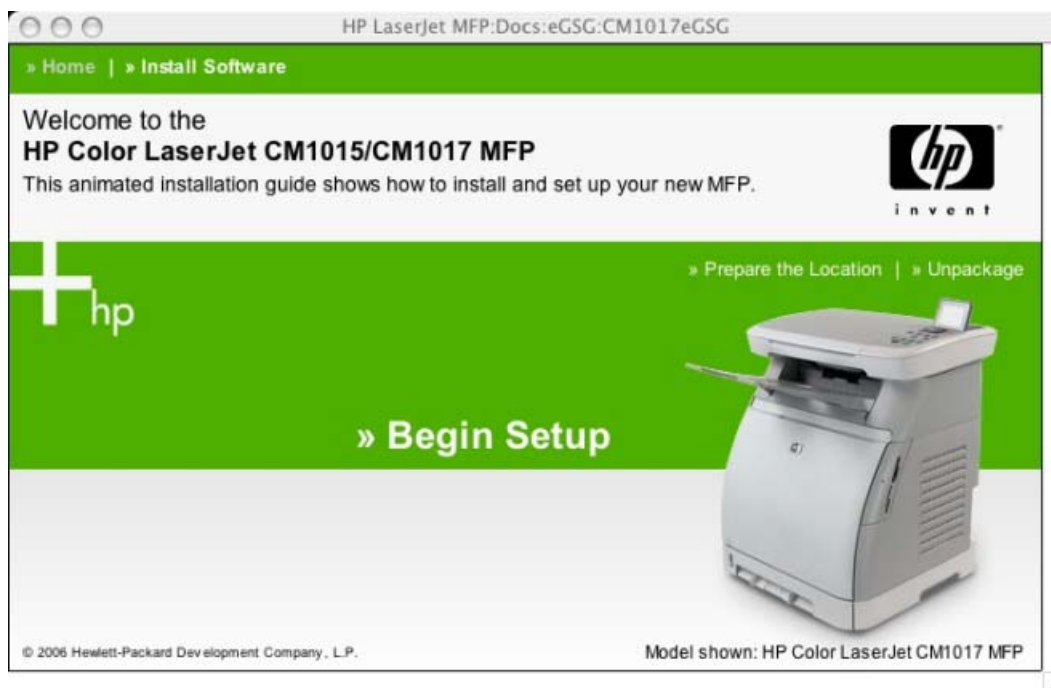 HP LaserJet MFP:Docs:eGSG:CM1017eGSG
» Home | » Install Software
Welcome to the
HP Color LaserJet CM1015/CM1017 MFP
This animated installation guide shows how to install and set up your new MFP.
hp
invent
» Prepare the Location | » Unpackage
hp
» Begin Setup
© 2006 Hewlett-Packard Development Company, L.P.
Model shown: HP Color LaserJet CM1017 MFP